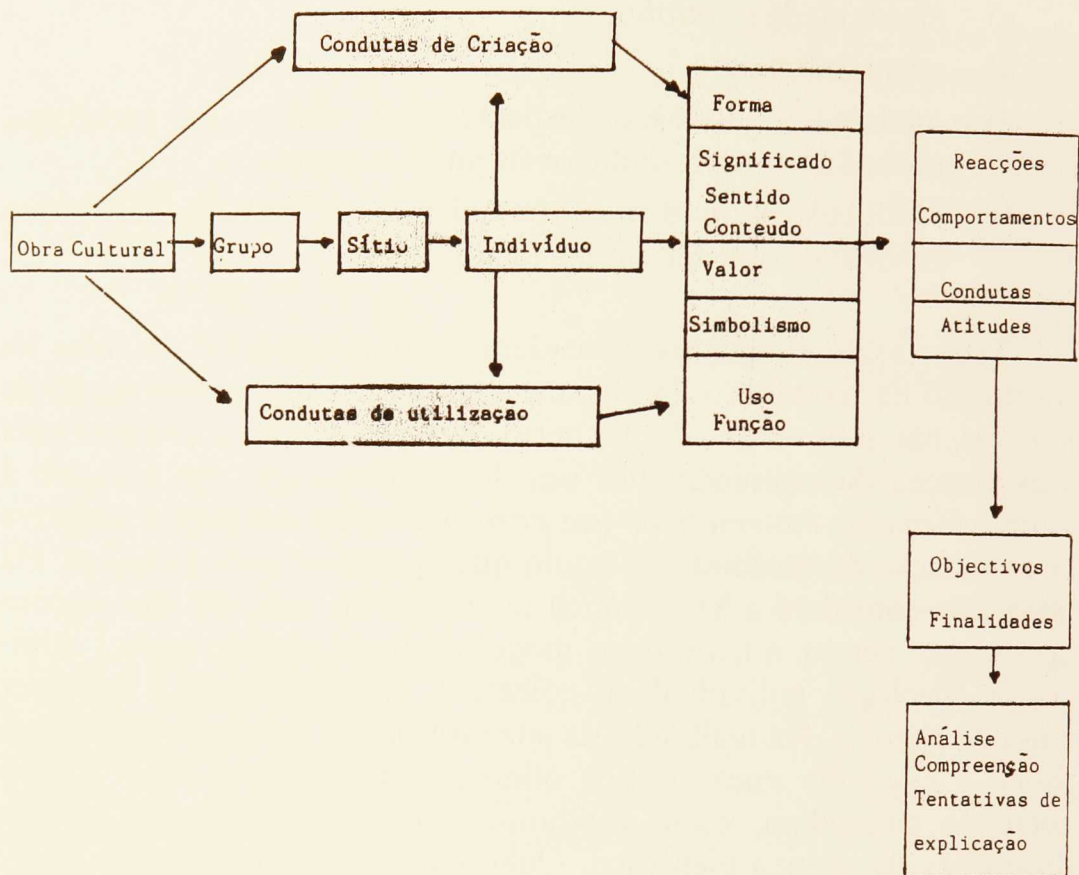 Condutas de Criação
Forma
Significado
Sentido
Conteúdo
Valor
Simbolismo
Uso
Função
Reacções
Comportamentos
Condutas
Atitudes
Obra Cultural
Grupo
Sítio
Indivíduo
Condutas de utilização
Objectivos
Finalidades
Análise
Compreenção
Tentativas de
explicação